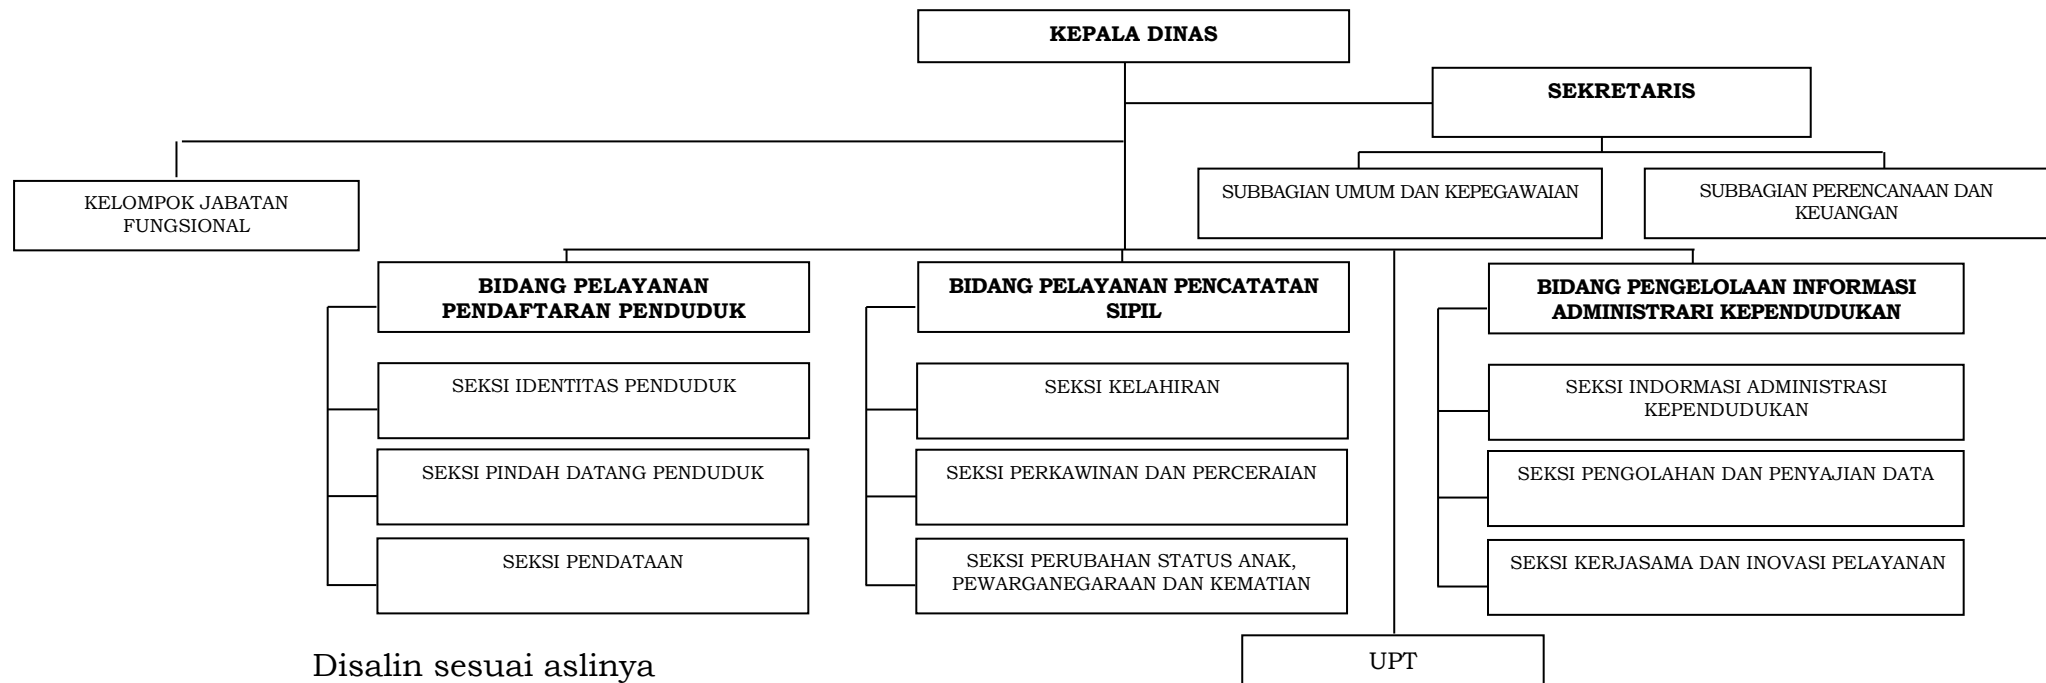 KEPALA DINAS
SEKRETARIS
KELOMPOK JABATAN
FUNGSIONAL
SUBBAGIAN UMUM DAN KEPEGAWAIAN
SUBBAGIAN PERENCANAAN DAN
KEUANGAN
BIDANG PELAYANAN
PENDAFTARAN PENDUDUK
BIDANG PELAYANAN PENCATATAN
SIPIL
BIDANG PENGELOLAAN INFORMASI
ADMINISTRARI KEPENDUDUKAN
SEKSI IDENTITAS PENDUDUK
SEKSI KELAHIRAN
SEKSI INDORMASI ADMINISTRASI
KEPENDUDUKAN
SEKSI PINDAH DATANG PENDUDUK
SEKSI PERKAWINAN DAN PERCERAIAN
SEKSI PENGOLAHAN DAN PENYAJIAN DATA
SEKSI PENDATAAN
SEKSI PERUBAHAN STATUS ANAK,
PEWARGANEGARAAN DAN KEMATIAN
SEKSI KERJASAMA DAN INOVASI PELAYANAN
Disalin sesuai aslinya
UPT